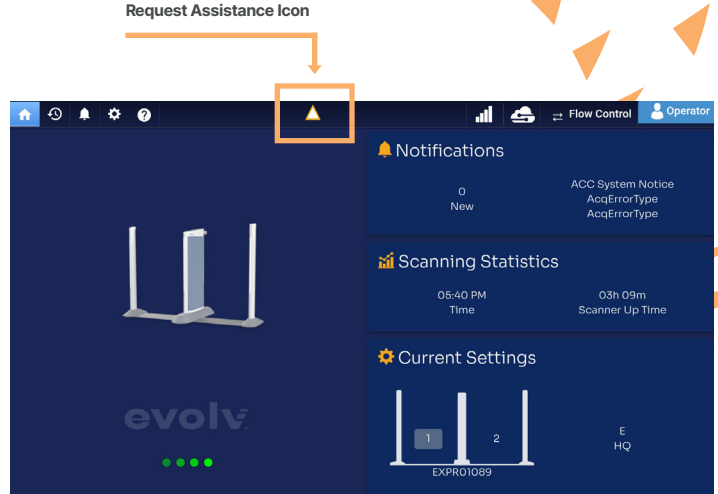 Request Assistance Icon
Flow Control
Operator
Notifications
0
New
ACC System Notice
AcqErrorType
AcqErrorType
Scanning Statistics
05:40 PM
Time
03h 09m
Scanner Up Time
Current Settings
1
2
EXPR01089
E
HQ
evolv